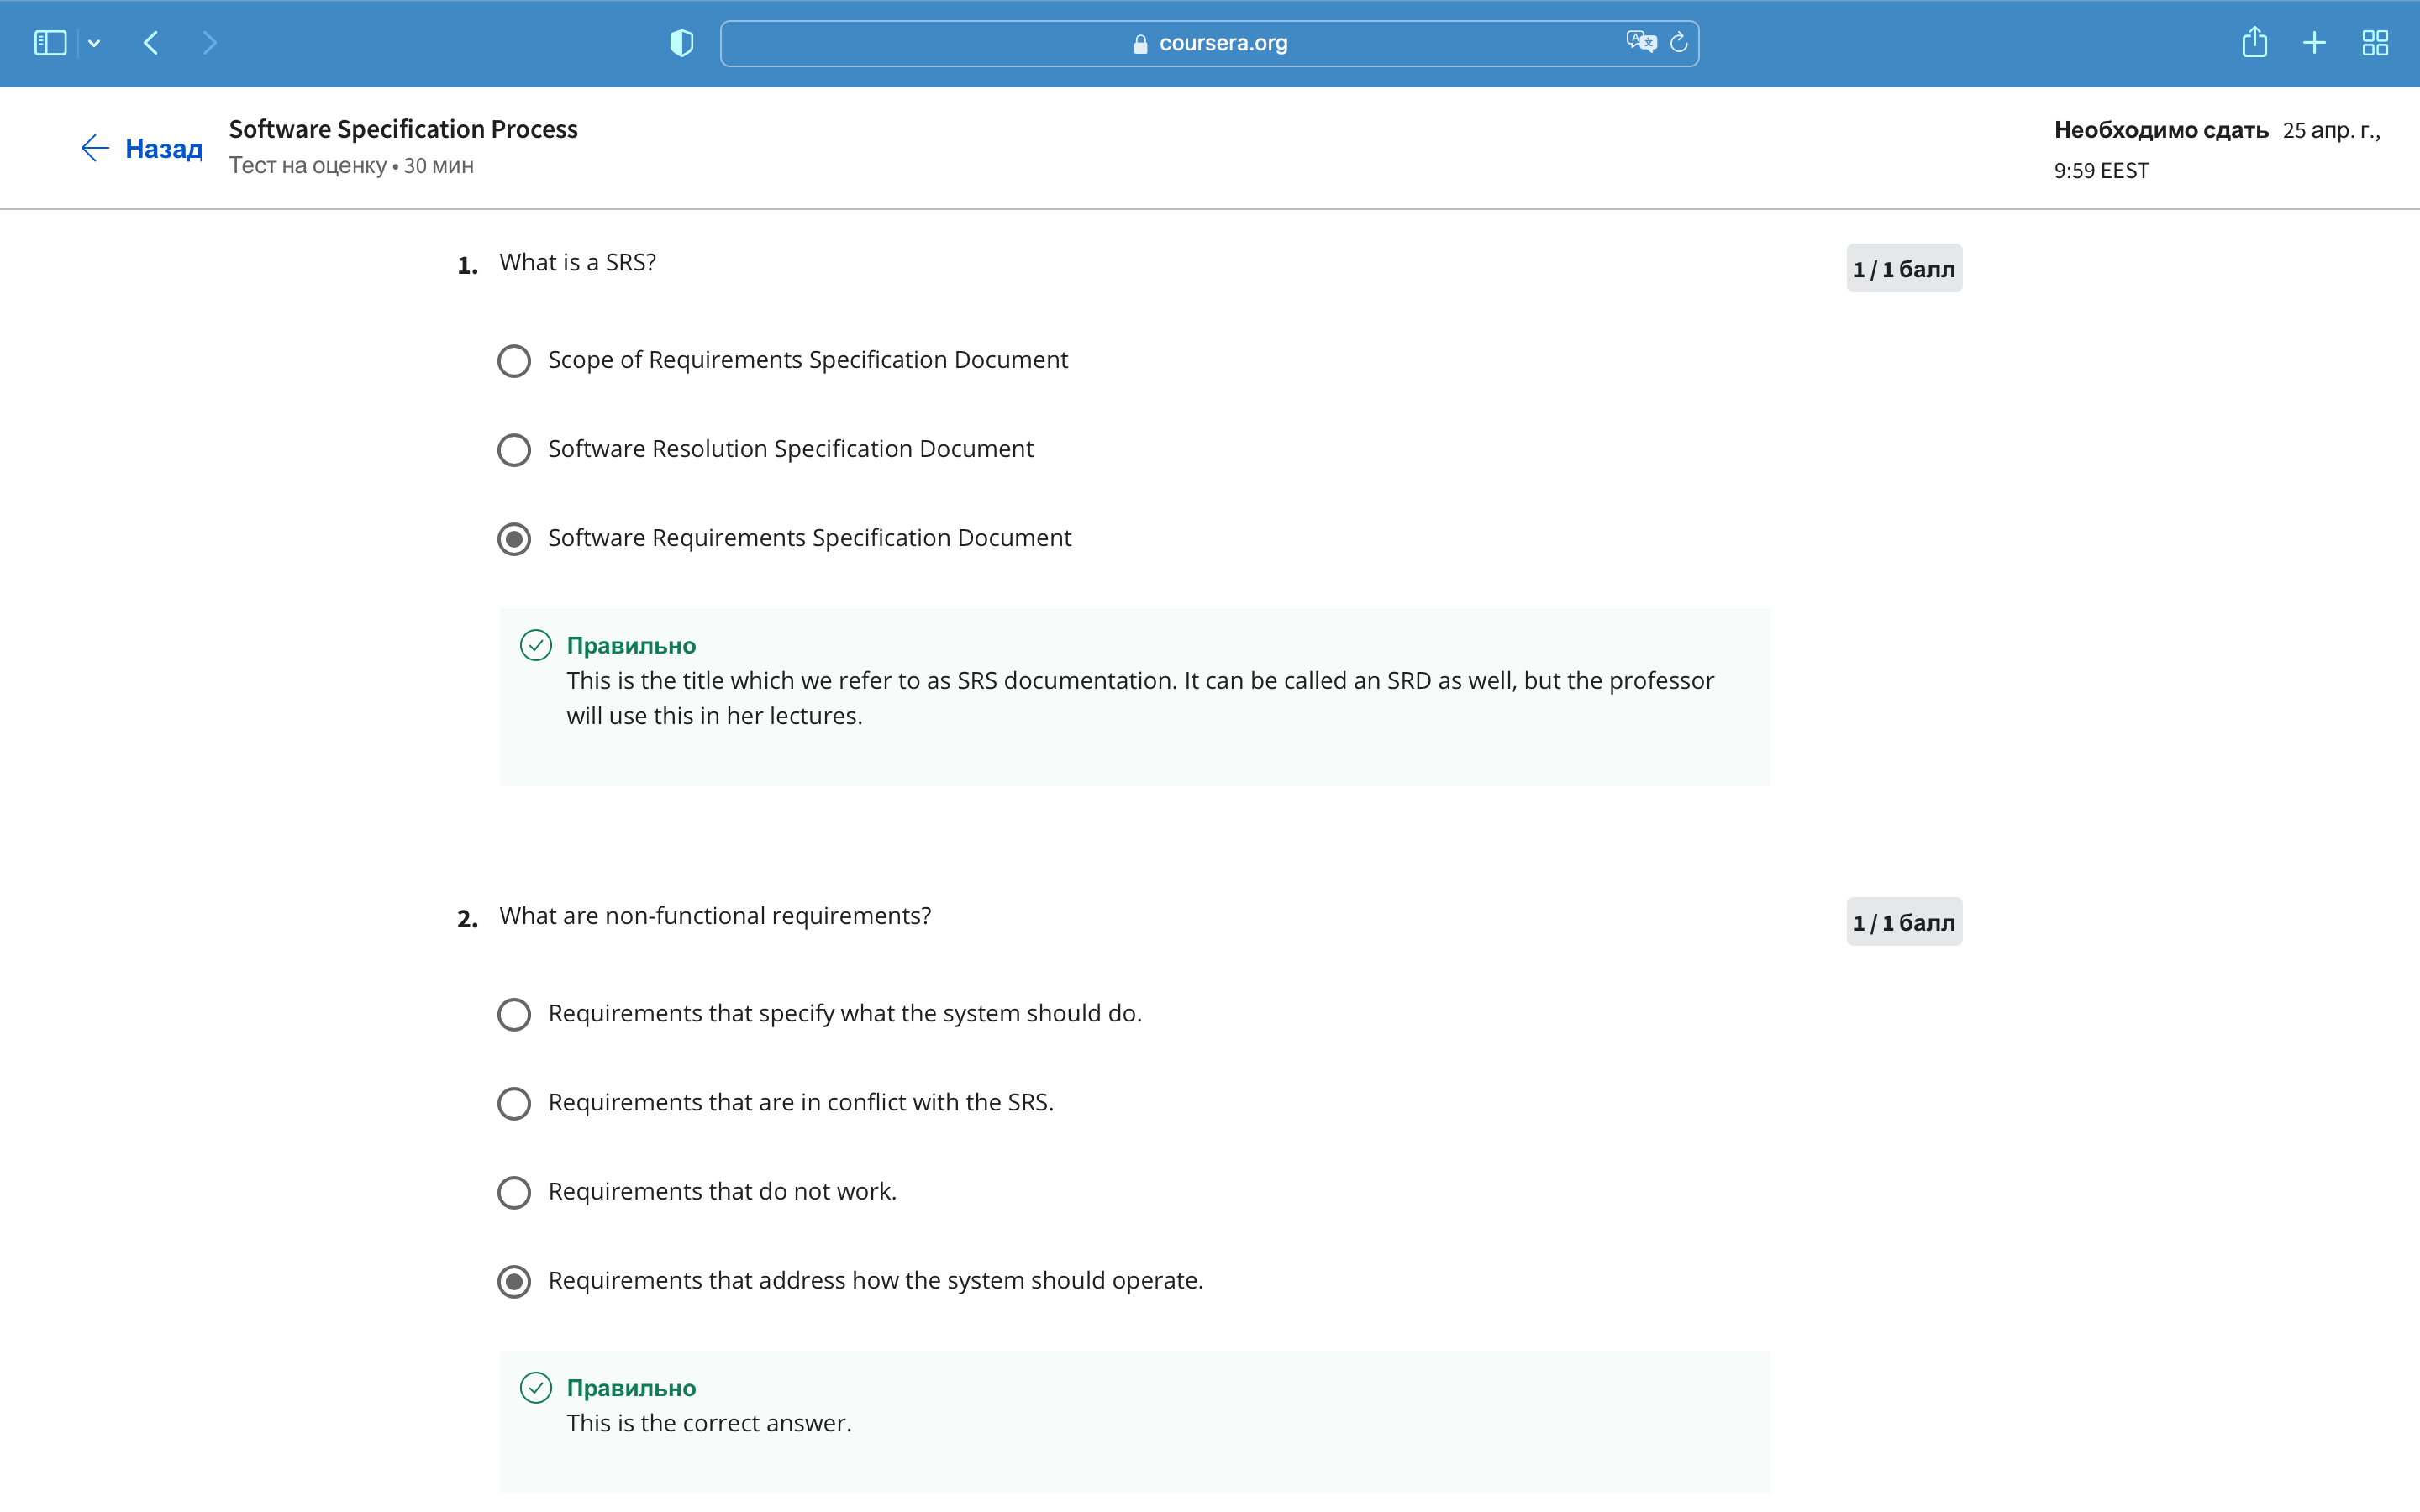 coursera.org
Назад
Software Specification Process
Тест на оценку • 30 мин
Необходимо сдать 25 апр. г.,
9:59 EEST
1. What is a SRS?
1 / 1 балл
Scope of Requirements Specification Document
Software Resolution Specification Document
Software Requirements Specification Document
Правильно
This is the title which we refer to as SRS documentation. It can be called an SRD as well, but the professor
will use this in her lectures.
2. What are non-functional requirements?
1 / 1 балл
Requirements that specify what the system should do.
Requirements that are in conflict with the SRS.
Requirements that do not work.
Requirements that address how the system should operate.
Правильно
This is the correct answer.